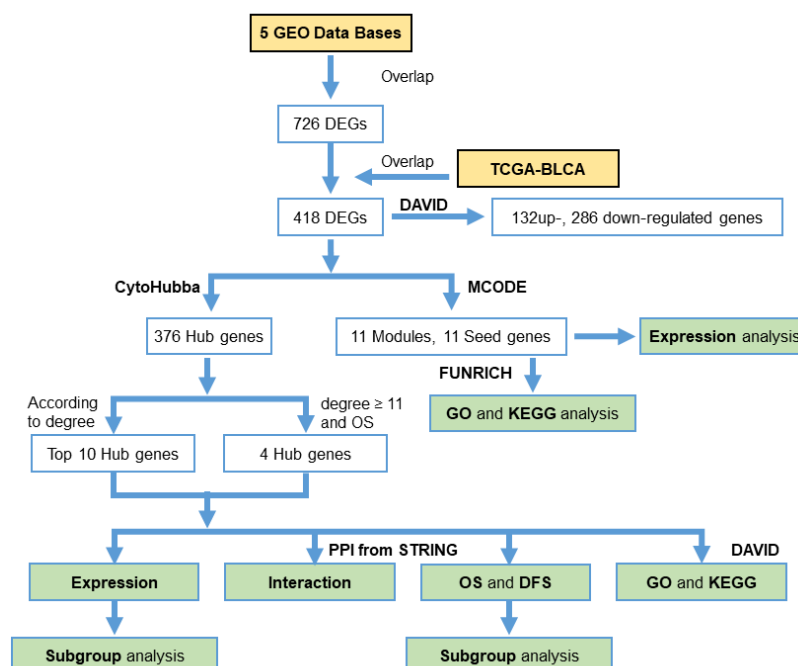 5 GEO Data Bases
Overlap
726 DEGs
Overlap
TCGA-BLCA
DAVID
418 DEGs
132up-, 286 down-regulated genes
CytoHubba
MCODE
376 Hub genes
11 Modules, 11 Seed genes
Expression analysis
FUNRICH
GO and KEGG analysis
According
to degree
degree ≥ 11
and OS
Top 10 Hub genes
4 Hub genes
PPI from STRING
DAVID
Expression
Interaction
OS and DFS
GO and KEGG
Subgroup analysis
Subgroup analysis